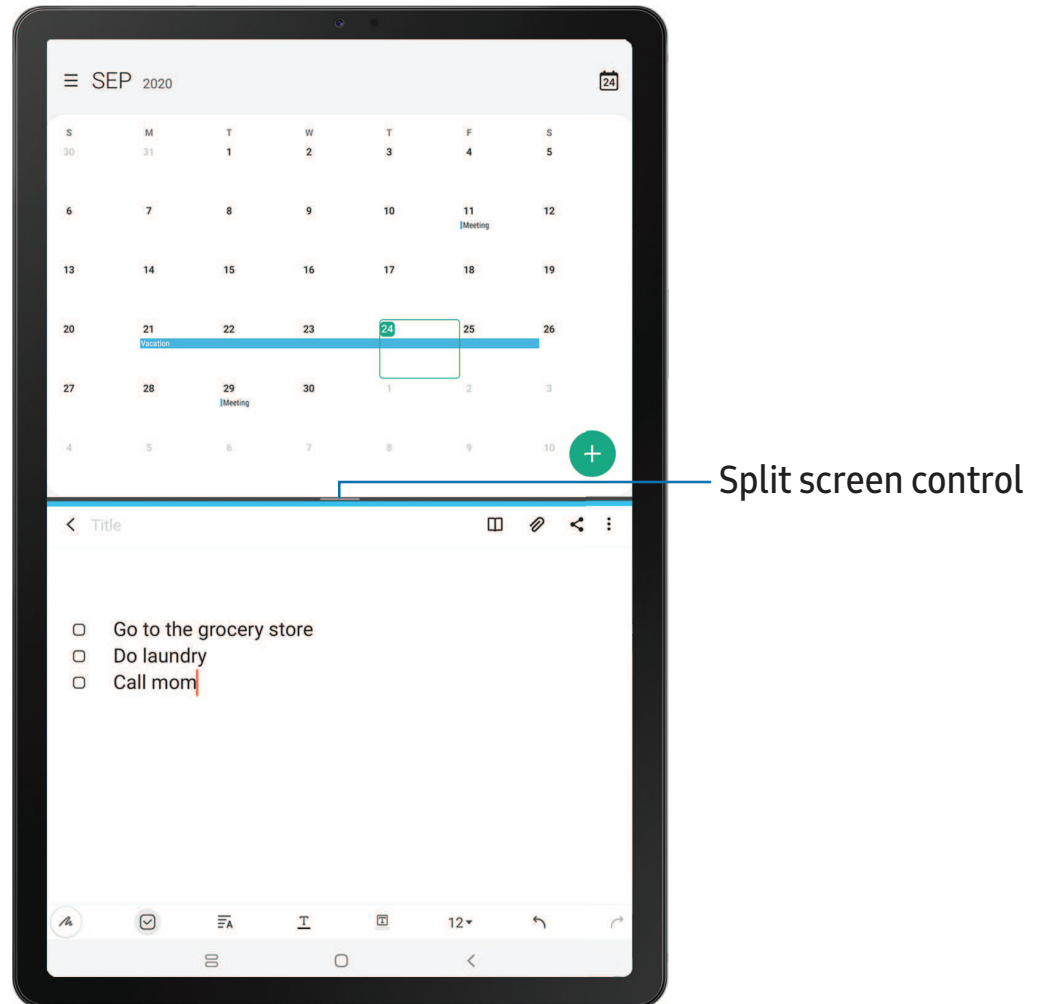 SEP 2020
24
S M T W T F S
30 31 1 2 3 4 5
6 7 8 9 10 11 12
Meeting
13 14 15 16 17 18 19
20 21 22 23 24 25 26
Vacation
27 28 29 30 1 2 3
Meeting
4 5 6 7 8 9 10
Split screen control
Title
Go to the grocery store
Do laundry
Call mom
12